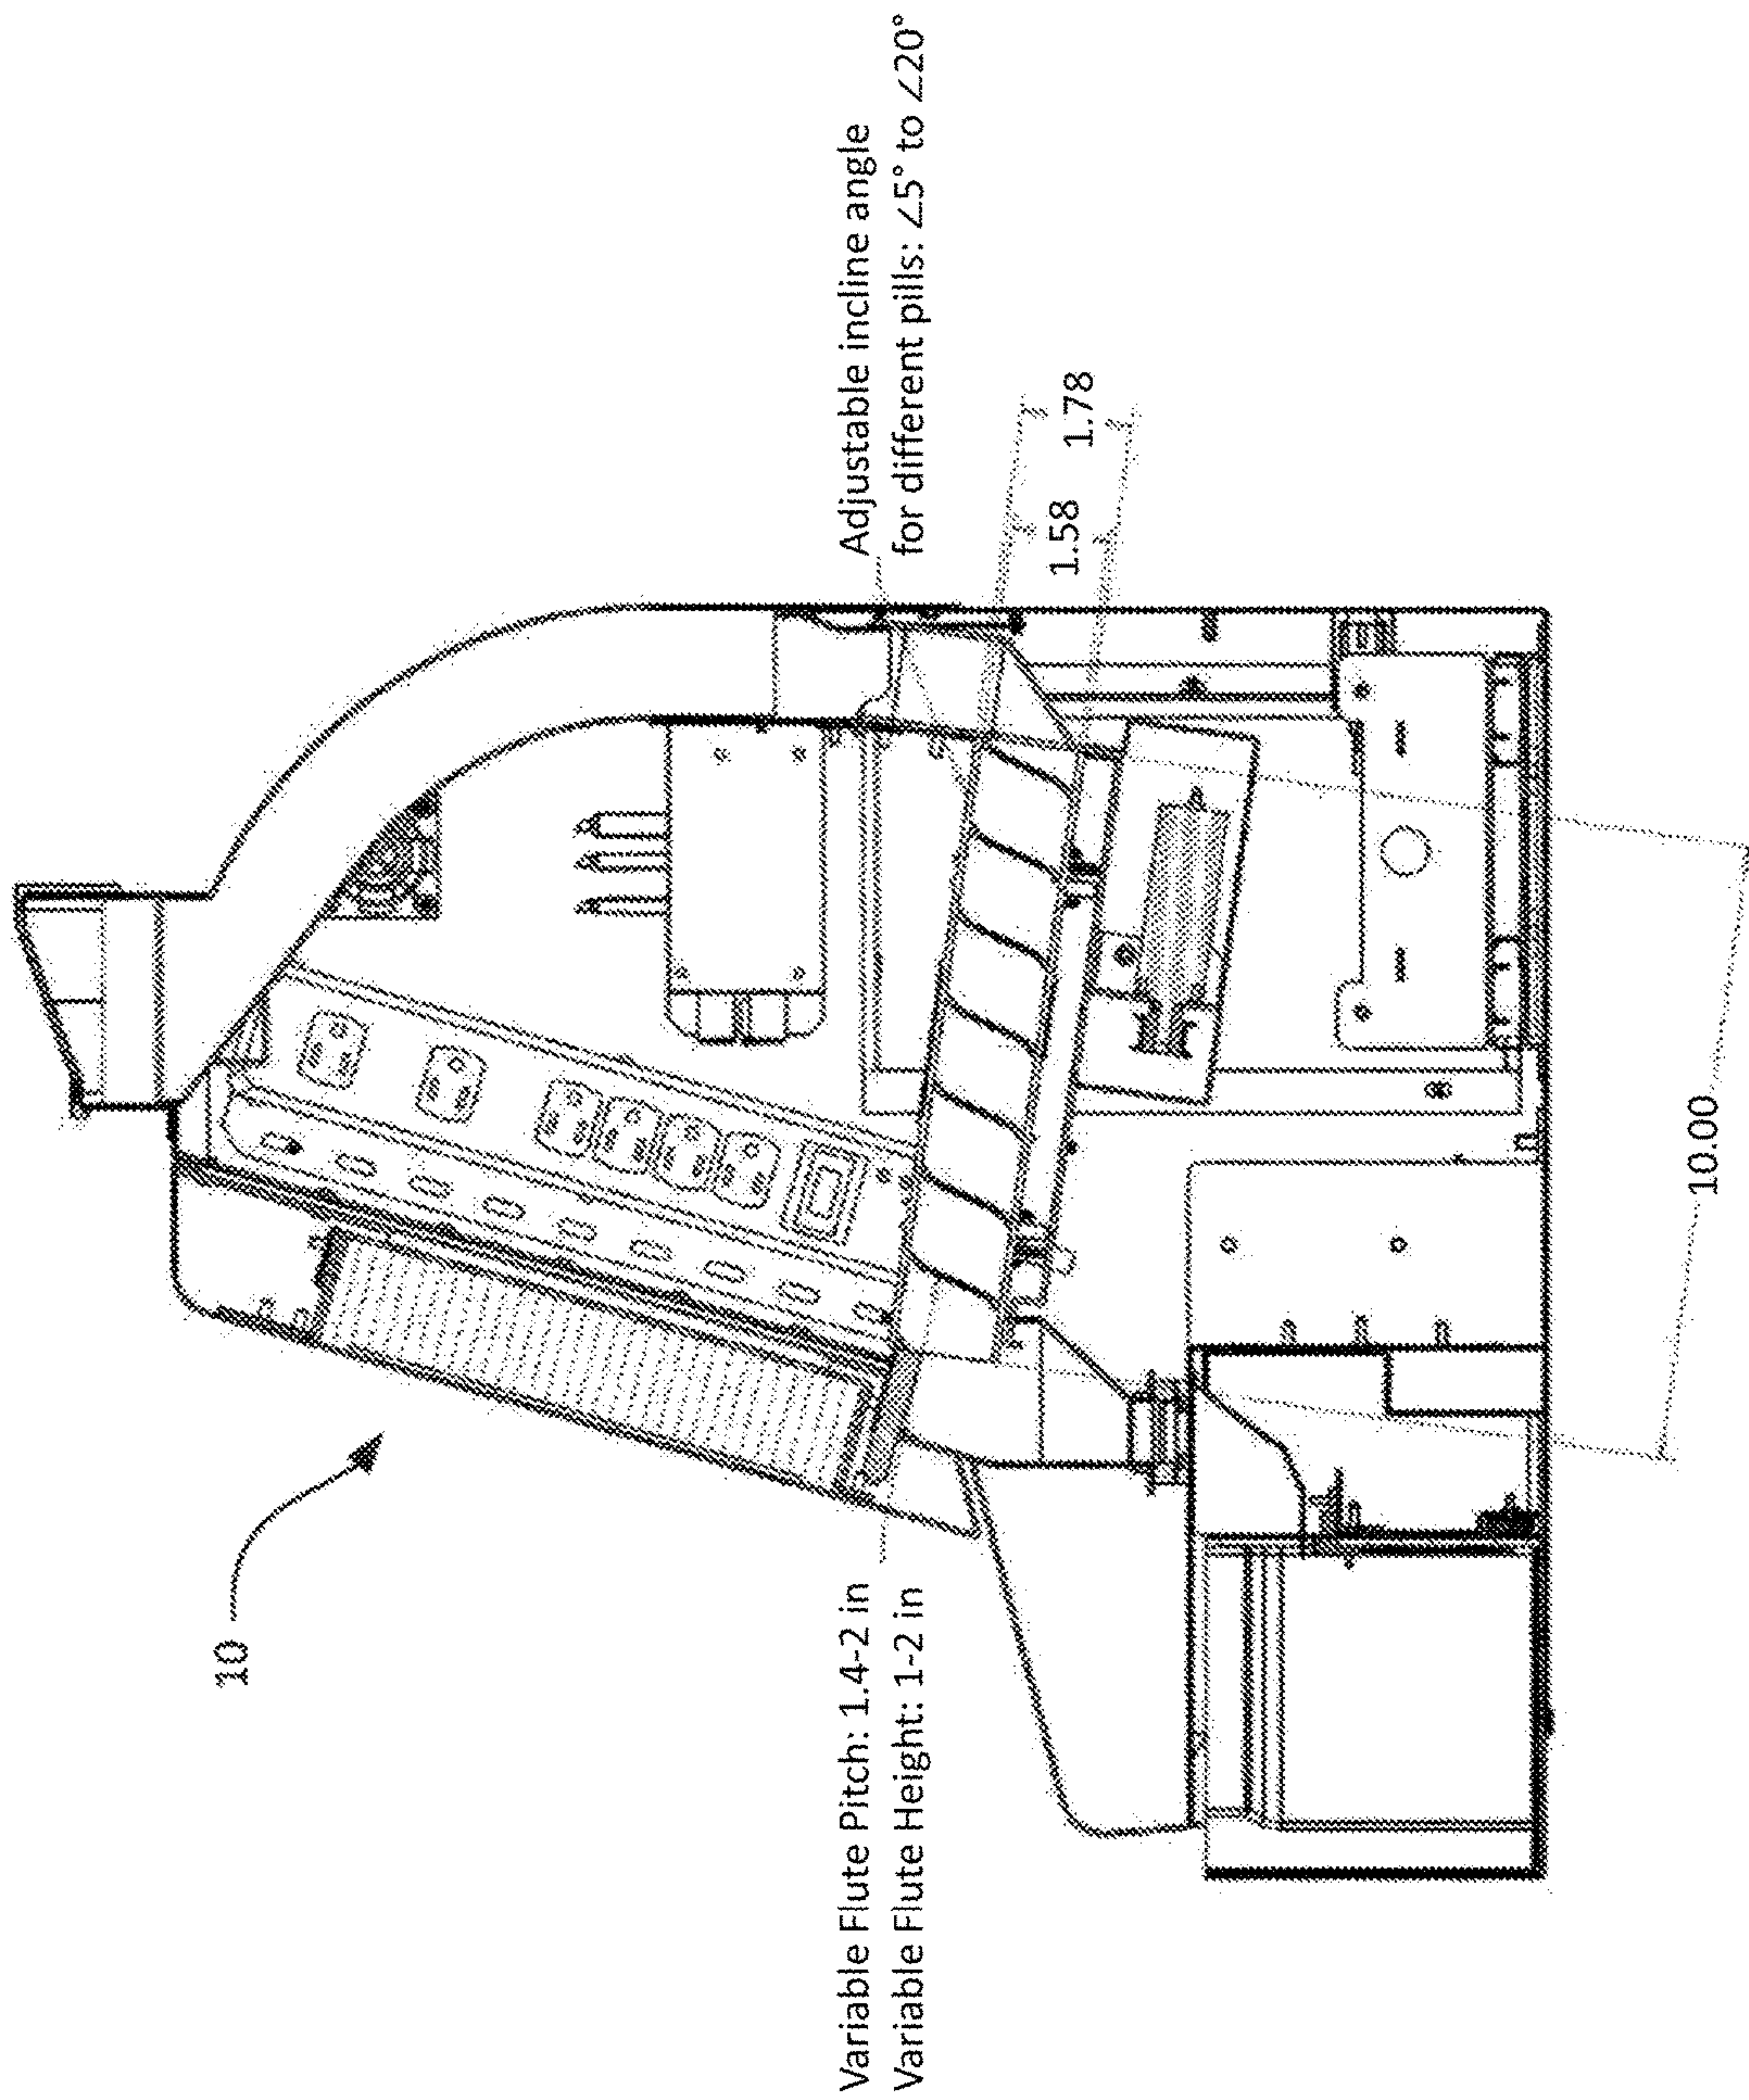 10
Variable Flute Pitch: 1.4-2 in
Variable Flute Height: 1-2 in
Adjustable incline angle
for different pills: ∠5° to ∠20°
1.58
1.78
10.00